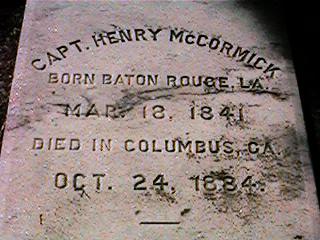 CAPT. HENRY McCORMICK
BORN BATON ROUGE, LA.
MAR. 18, 1841
DIED IN COLUMBUS, GA.
OCT. 24, 1884.